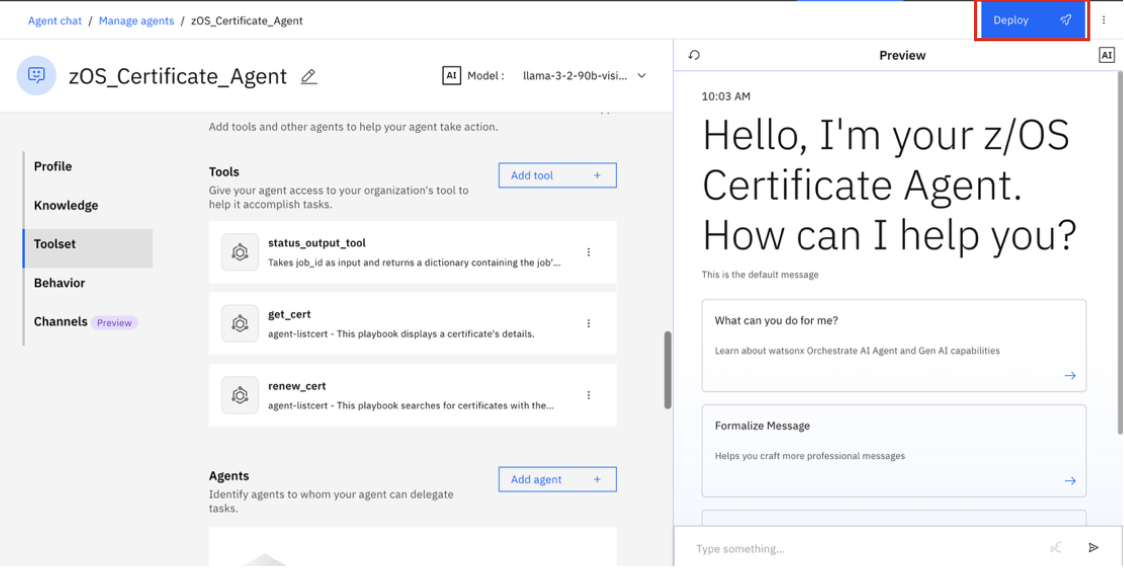 Agent chat / Manage agents / zOS_Certificate_Agent
Deploy
zOS_Certificate_Agent
AI Model : llama-3-2-90b-visi...
Add tools and other agents to help your agent take action.
Profile
Knowledge
Toolset
Behavior
Channels Preview
Tools
Add tool +
Give your agent access to your organization's tool to
help it accomplish tasks.
status_output_tool
Takes job_id as input and returns a dictionary containing the job'...
get_cert
agent-listcert - This playbook displays a certificate's details.
renew_cert
agent-listcert - This playbook searches for certificates with the...
Agents
Add agent +
Identify agents to whom your agent can delegate
tasks.
Preview
AI
10:03 AM
Hello, I'm your z/OS
Certificate Agent.
How can I help you?
This is the default message
What can you do for me?
Learn about watsonx Orchestrate AI Agent and Gen AI capabilities
Formalize Message
Helps you craft more professional messages
Type something...